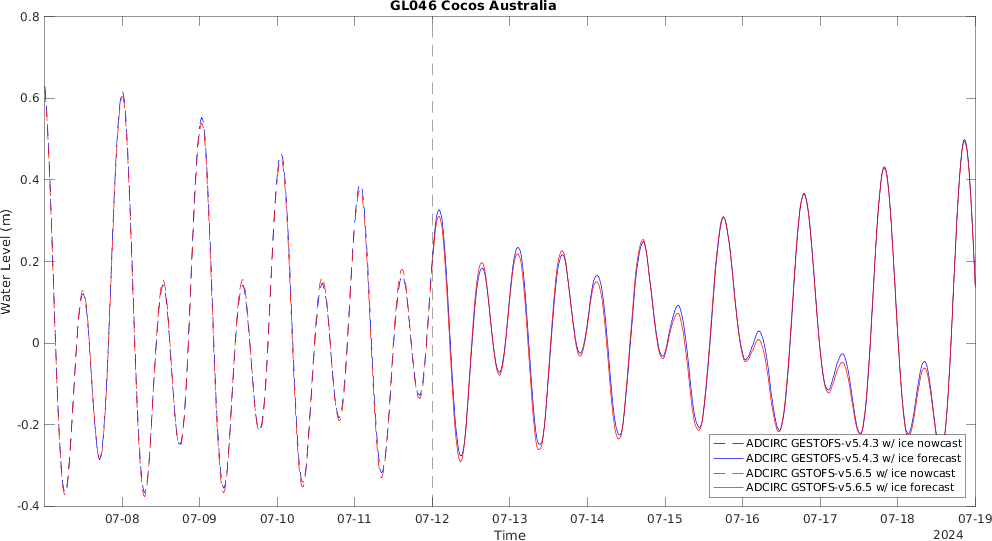 GL046 Cocos Australia
0.8
0.6
0.4
0.2
0
-0.2
-0.4
Water Level (m)
ADCIRC GESTOFS-v5.4.3 w/ ice nowcast
ADCIRC GESTOFS-v5.4.3 w/ ice forecast
ADCIRC GSTOFS-v5.6.5 w/ ice nowcast
ADCIRC GSTOFS-v5.6.5 w/ ice forecast
07-08 07-09 07-10 07-11 07-12 07-13 07-14 07-15 07-16 07-17 07-18 07-19
Time
2024